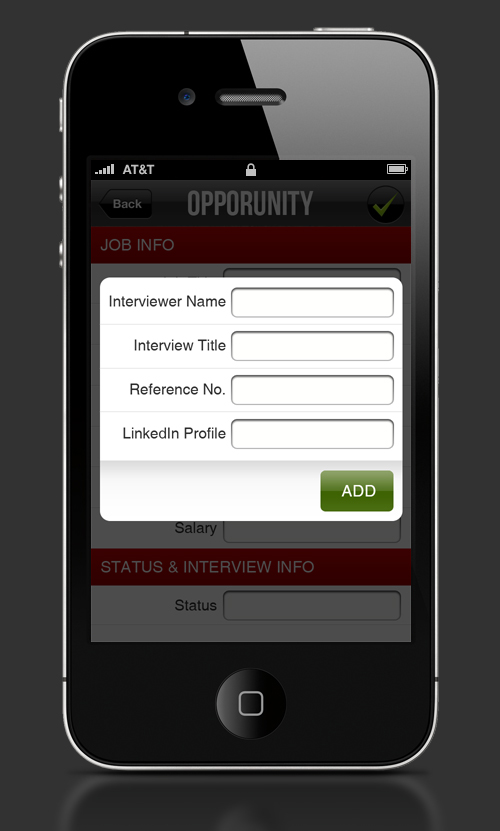 AT&T
Back
OPPORUNITY
JOB INFO
Interviewer Name
Interview Title
Reference No.
LinkedIn Profile
ADD
Salary
STATUS & INTERVIEW INFO
Status